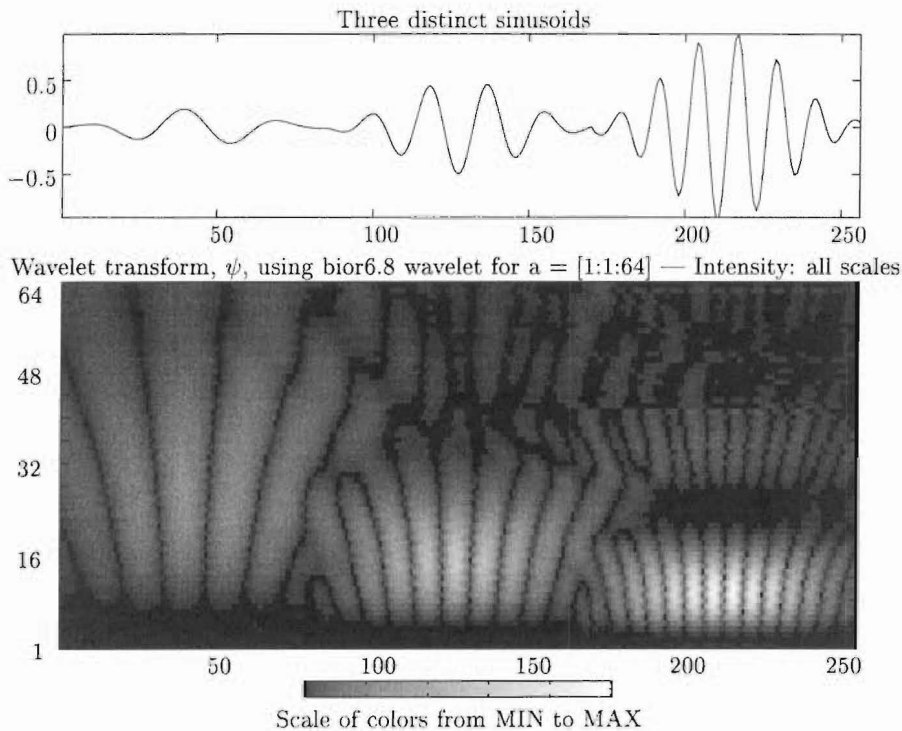 Three distinct sinusoids
0.5
0
−0.5
50 100 150 200 250
Wavelet transform, ψ, using bior6.8 wavelet for a = [1:1:64] — Intensity: all scales
64
48
32
16
1
50 100 150 200 250
Scale of colors from MIN to MAX